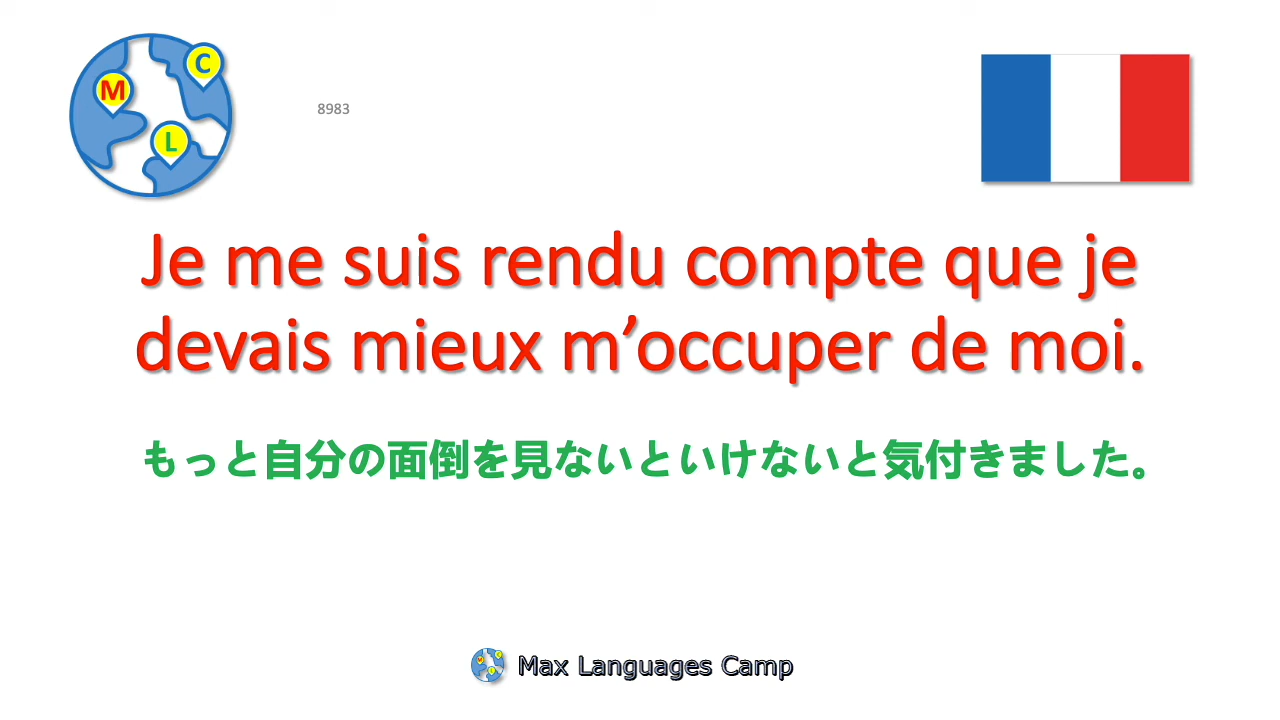 M
C
L
8983
Je me suis rendu compte que je
devais mieux m’occuper de moi.
もっと自分の面倒を見ないといけないと気付きました。
Max Languages Camp